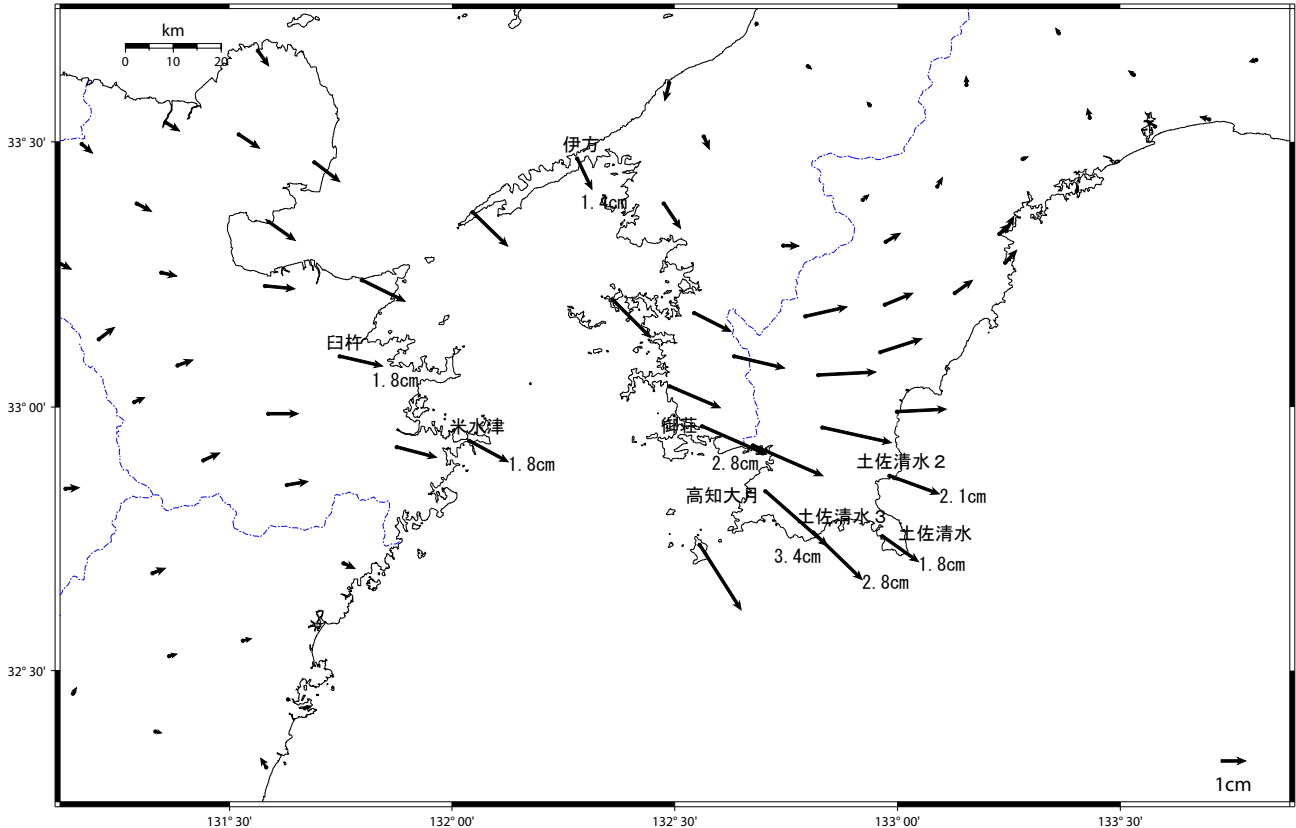 km
0 10 20
33° 30'
伊方
1.4cm
臼杵
1.8cm
33° 00'
米水津
1.8cm
御荘
2.8cm
土佐清水２
2.1cm
高知大月
土佐清水３
土佐清水
3.4cm
1.8cm
2.8cm
32° 30'
1cm
131° 30' 132° 00' 132° 30' 133° 00' 133° 30'